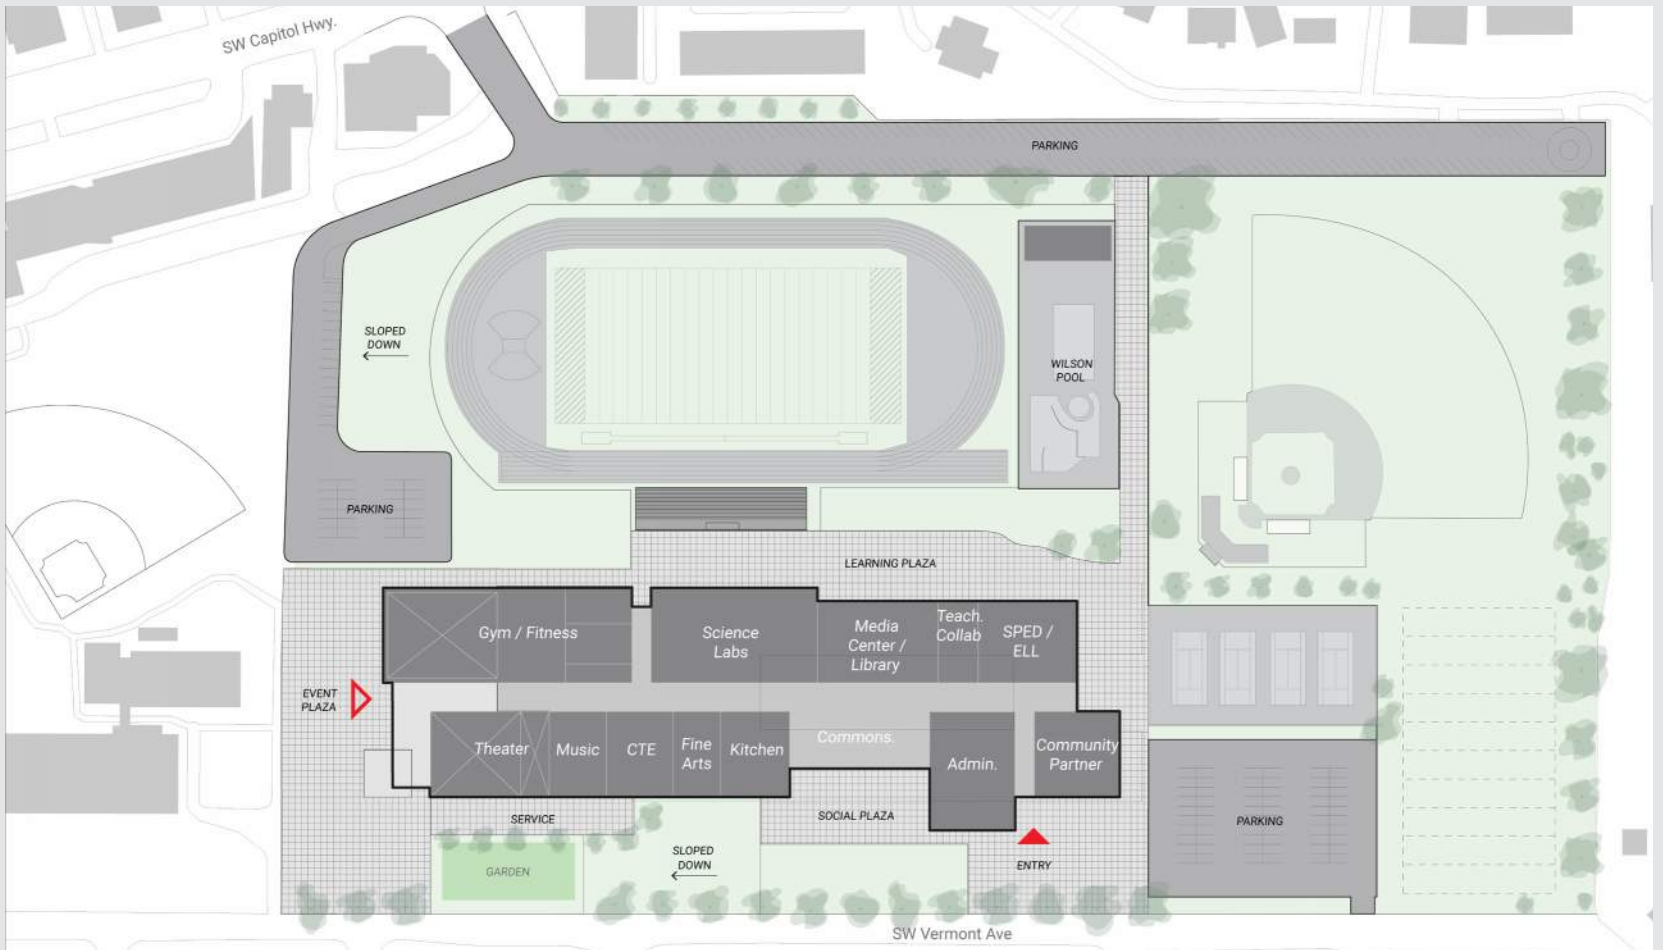 SW Capitol Hwy.
PARKING
SLOPED
DOWN
WILSON
POOL
PARKING
LEARNING PLAZA
Gym / Fitness
Science
Labs
Media
Center /
Library
Teach.
Collab
SPED /
ELL
EVENT
PLAZA
Theater
Music
CTE
Fine
Arts
Kitchen
Commons.
Admin.
Community
Partner
SERVICE
SOCIAL PLAZA
PARKING
SLOPED
DOWN
GARDEN
ENTRY
SW Vermont Ave